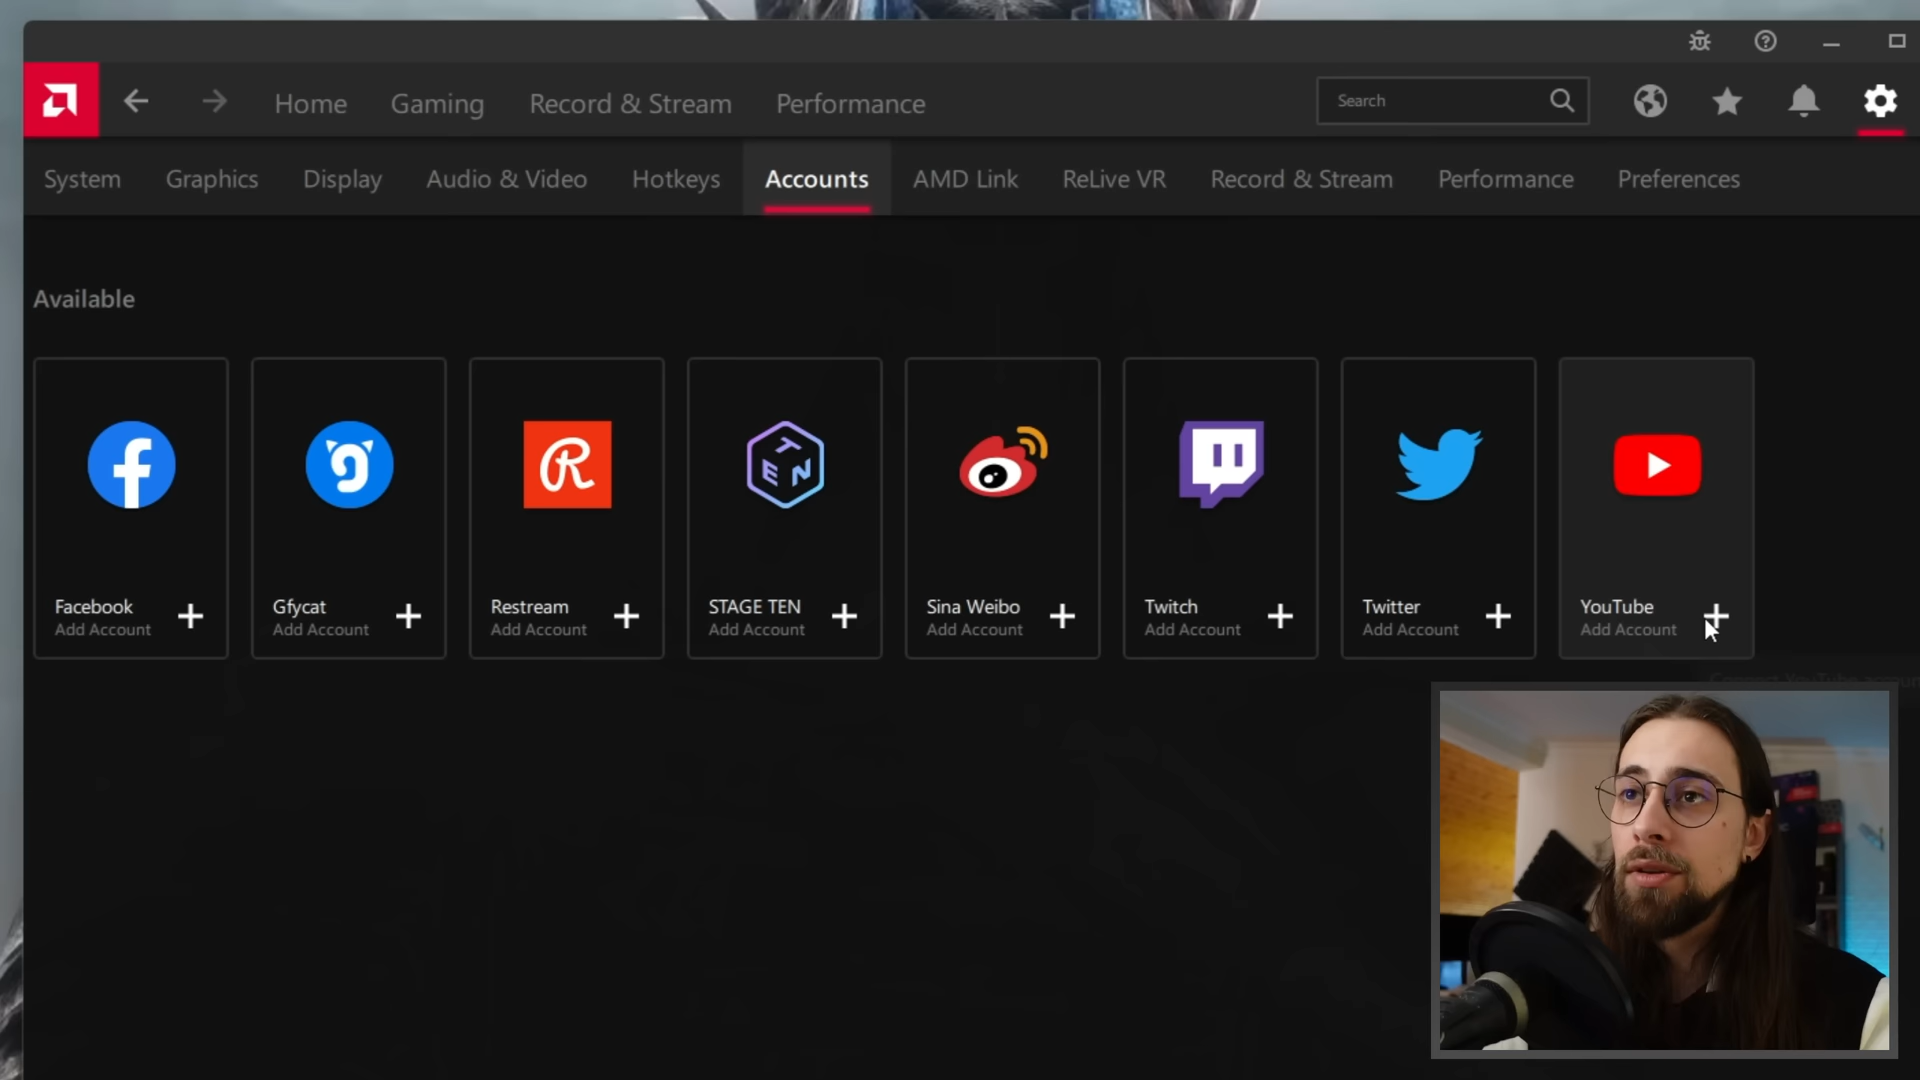 Home Gaming Record & Stream Performance Search
System Graphics Display Audio & Video Hotkeys Accounts AMD Link ReLive VR Record & Stream Performance Preferences
Available
Facebook
Add Account
Gfycat
Add Account
Restream
Add Account
STAGE TEN
Add Account
Sina Weibo
Add Account
Twitch
Add Account
Twitter
Add Account
YouTube
Add Account